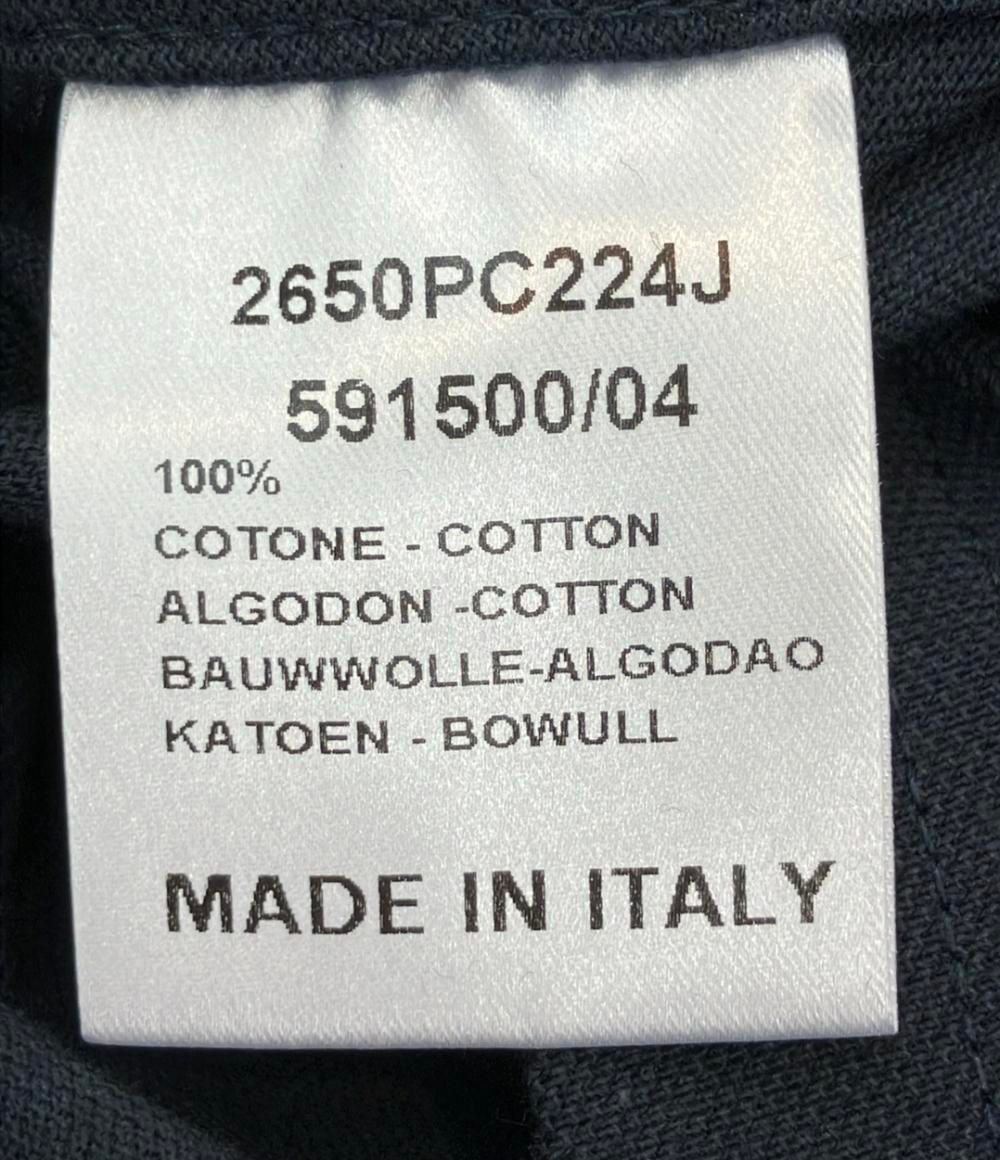 2650PC224J
591500/04
100%
COTONE - COTTON
ALGODON -COTTON
BAUWWOLLE-ALGODAO
KATOEN - BOWULL
MADE IN ITALY